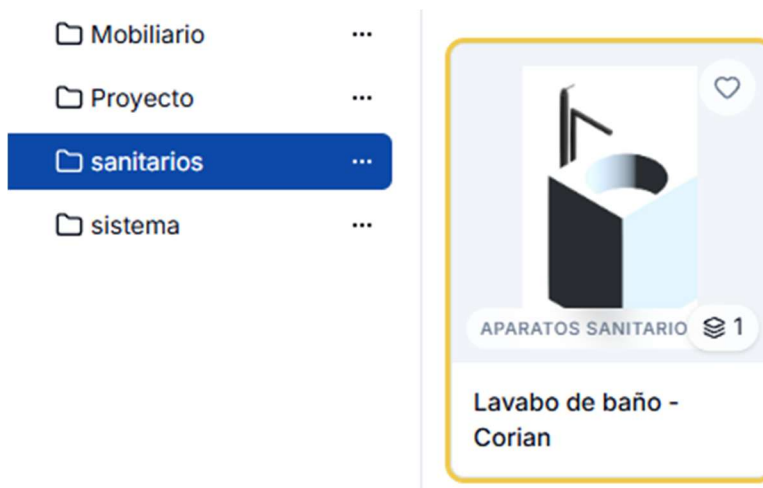 Mobiliario
Proyecto
sanitarios
sistema
APARATOS SANITARIO
1
Lavabo de baño -
Corian